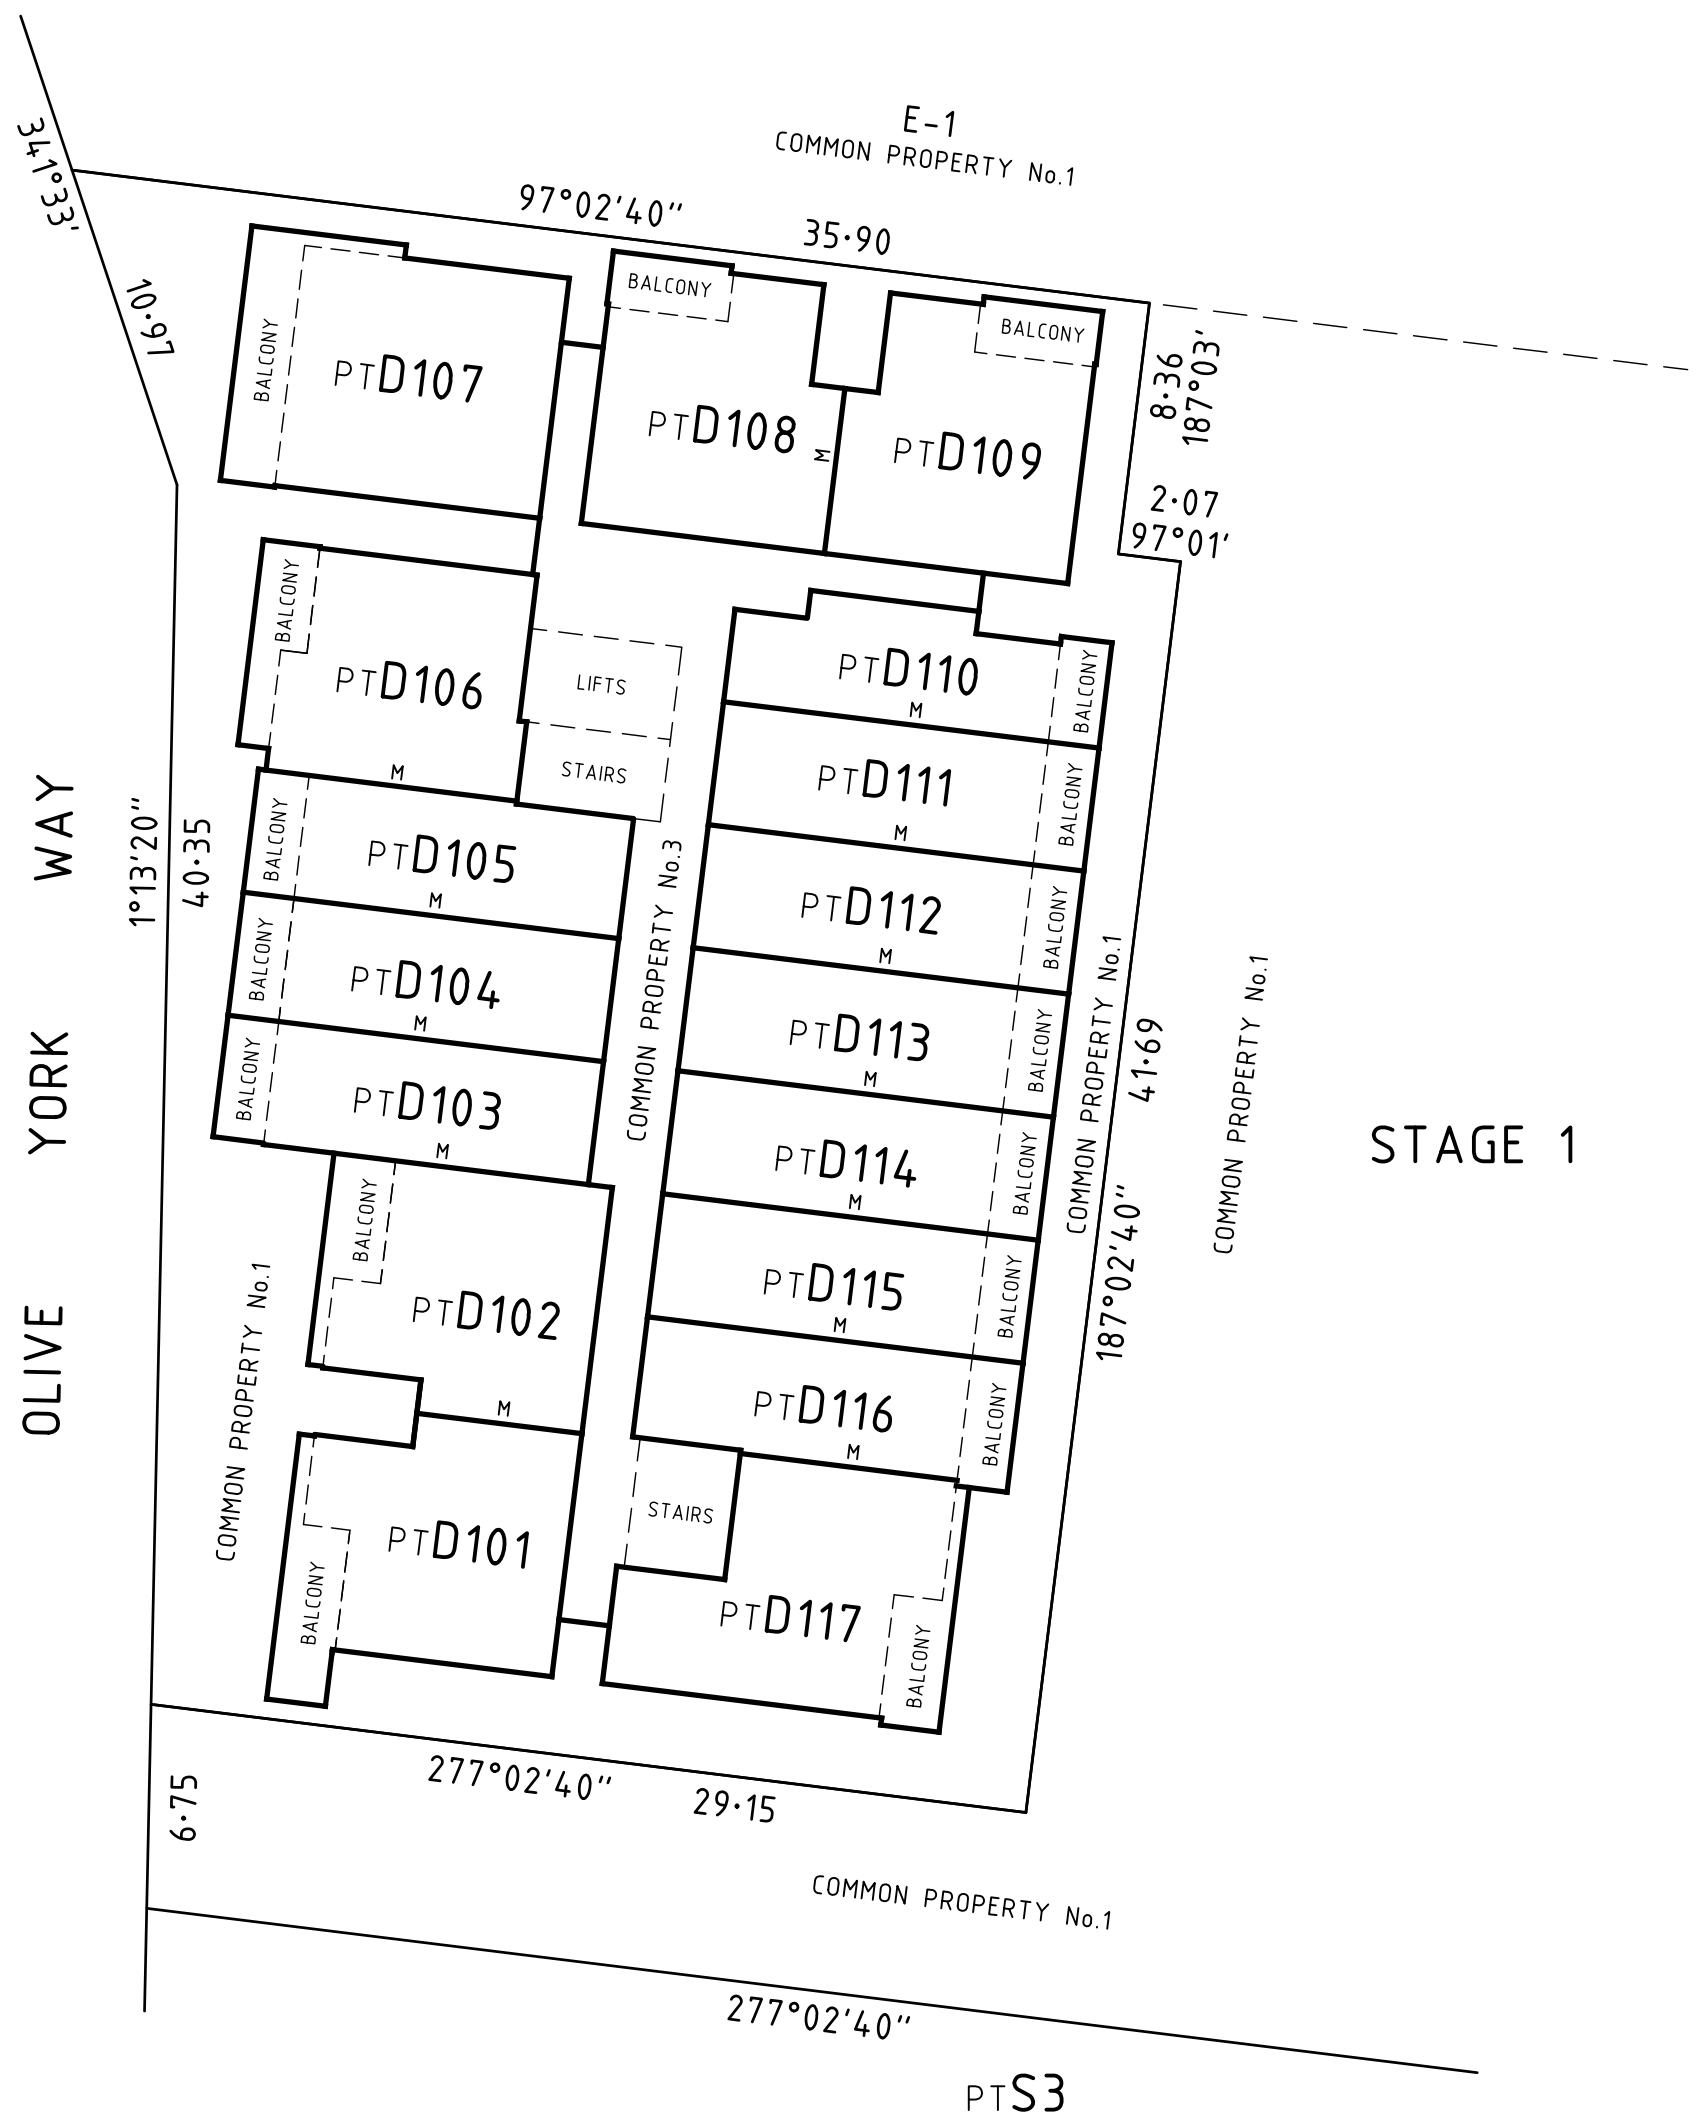 E-1
COMMON PROPERTY No.1
341°33'
97°02'40"
35·90
10·97
BALCONY
PTD107
BALCONY
PTD108
M
BALCONY
PTD109
8·36
187°03'
2·07
97°01'
BALCONY
PTD106
M
LIFTS
STAIRS
PTD110
M
BALCONY
PTD111
M
BALCONY
BALCONY
PTD105
M
PTD112
M
BALCONY
BALCONY
PTD104
M
PTD113
M
BALCONY
BALCONY
PTD103
M
PTD114
M
BALCONY
COMMON PROPERTY No.3
COMMON PROPERTY No.1
41·69
187°02'40"
COMMON PROPERTY No.1
STAGE 1
OLIVE YORK WAY
1°13'20"
40·35
BALCONY
PTD102
M
PTD115
M
BALCONY
PTD116
M
BALCONY
COMMON PROPERTY No.1
BALCONY
PTD101
STAIRS
PTD117
BALCONY
277°02'40"
29·15
6·75
COMMON PROPERTY No.1
277°02'40"
PTS3